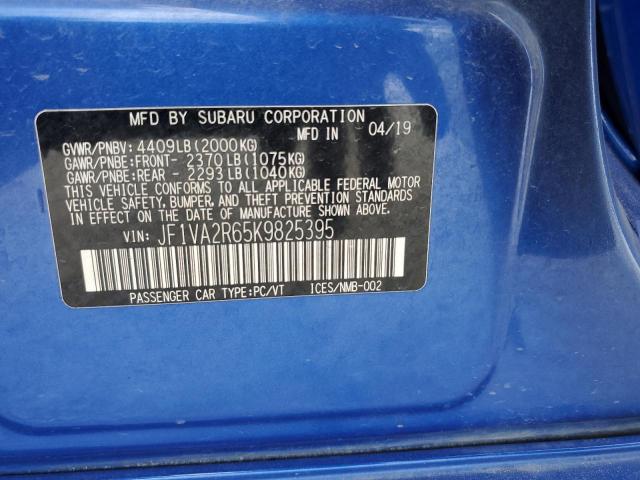 MFD BY SUBARU CORPORATION
MFD IN 04/19
GVWR/PNBV: 4409LB(2000KG)
GAWR/PNBE:FRONT- 2370LB(1075KG)
GAWR/PNBE:REAR - 2293LB(1040KG)
THIS VEHICLE CONFORMS TO ALL APPLICABLE FEDERAL MOTOR
VEHICLE SAFETY, BUMPER, AND THEFT PREVENTION STANDARDS
IN EFFECT ON THE DATE OF MANUFACTURE SHOWN ABOVE.
VIN: JF1VA2R65K9825395
PASSENGER CAR TYPE:PC/VT ICES/NMB-002